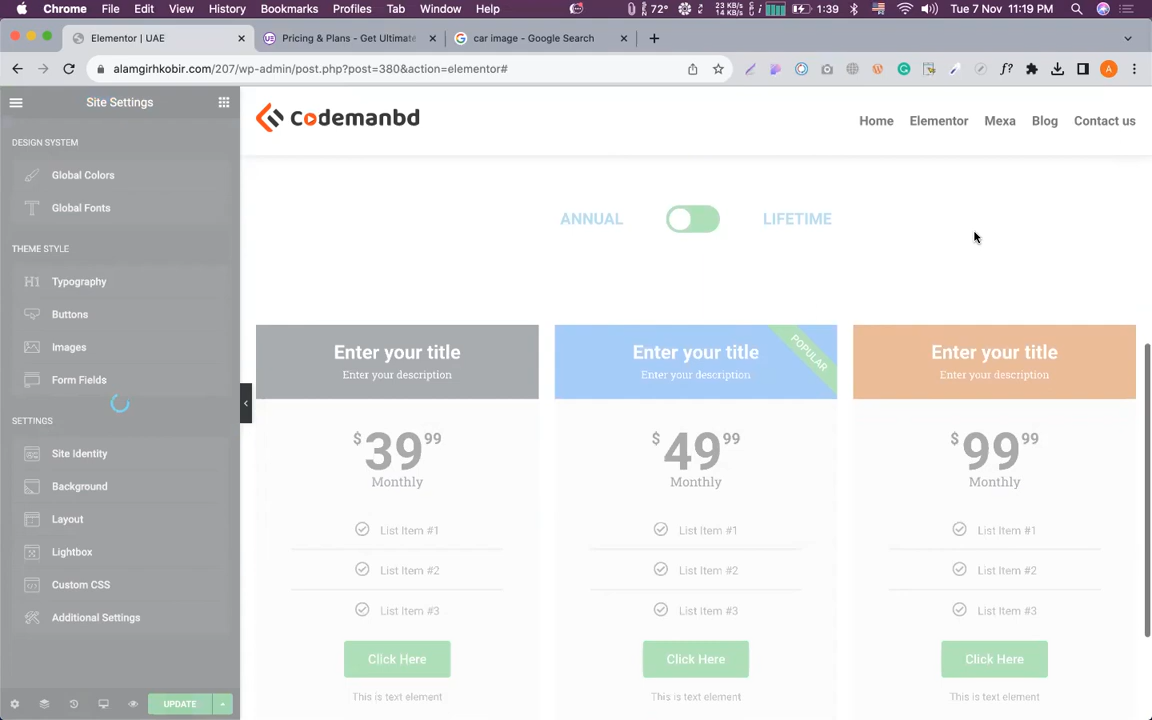 Chrome File Edit View History Bookmarks Profiles Tab Window Help 72° 23 KB/s 14 KB/s 1:39 Tue 7 Nov 11:19 PM
Elementor | UAE Pricing & Plans - Get Ultimate car image - Google Search
alamgirhkobir.com/207/wp-admin/post.php?post=380&action=elementor#
Site Settings
DESIGN SYSTEM
Global Colors
Global Fonts
THEME STYLE
Typography
Buttons
Images
Form Fields
SETTINGS
Site Identity
Background
Layout
Lightbox
Custom CSS
Additional Settings
UPDATE
codemanbd
Home Elementor Mexa Blog Contact us
ANNUAL LIFETIME
Enter your title
Enter your description
$39 99
Monthly
List Item #1
List Item #2
List Item #3
Click Here
This is text element
Enter your title
Enter your description
POPULAR
$49 99
Monthly
List Item #1
List Item #2
List Item #3
Click Here
This is text element
Enter your title
Enter your description
$99 99
Monthly
List Item #1
List Item #2
List Item #3
Click Here
This is text element